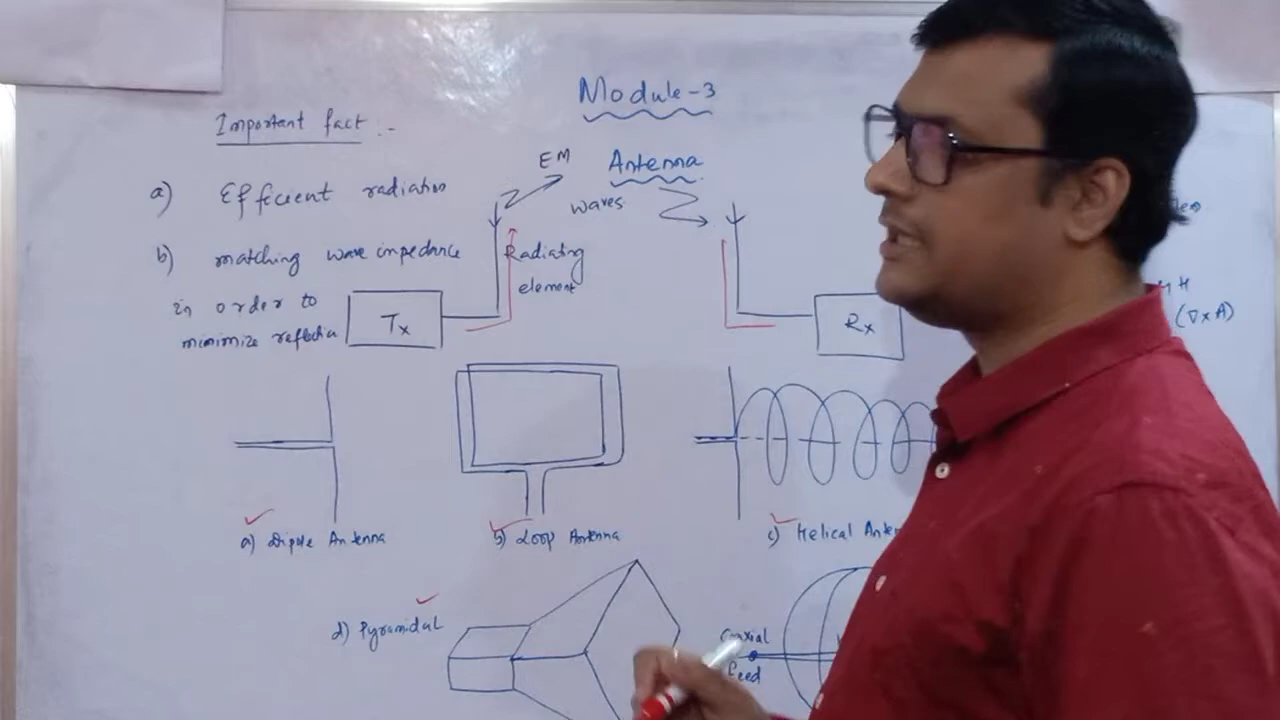 Module-3
Important fact :-
Antenna
EM
waves
a) Efficient radiation
b) matching wave impedance
in order to
minimize reflection
Radiating
element
Tx
Rx
(∇×A)
a) Dipole Antenna
b) Loop Antenna
c) Helical Anten
d) Pyramidal
Coaxial
feed